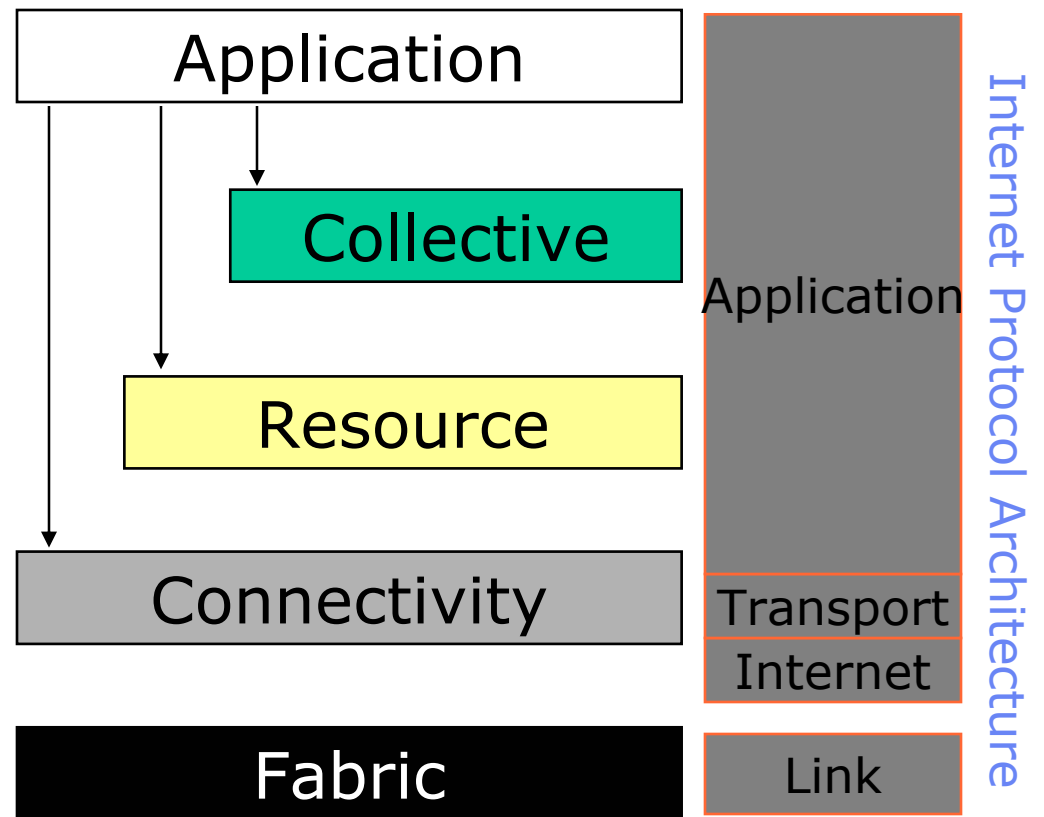 Application
Collective
Resource
Connectivity
Fabric
Application
Transport
Internet
Link
Internet Protocol Architecture